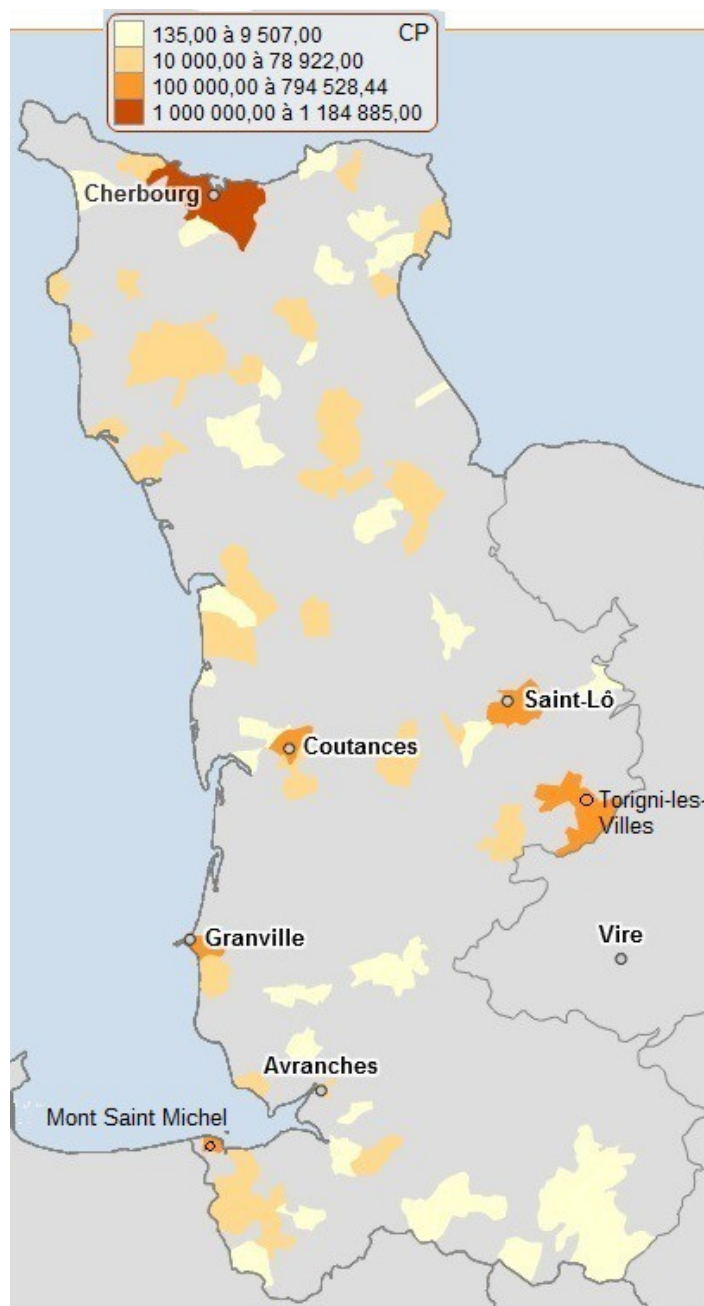 135,00 à 9 507,00 CP
10 000,00 à 78 922,00
100 000,00 à 794 528,44
1 000 000,00 à 1 184 885,00
Cherbourg
Saint-Lô
Coutances
Torigni-les-
Villes
Granville
Vire
Avranches
Mont Saint Michel